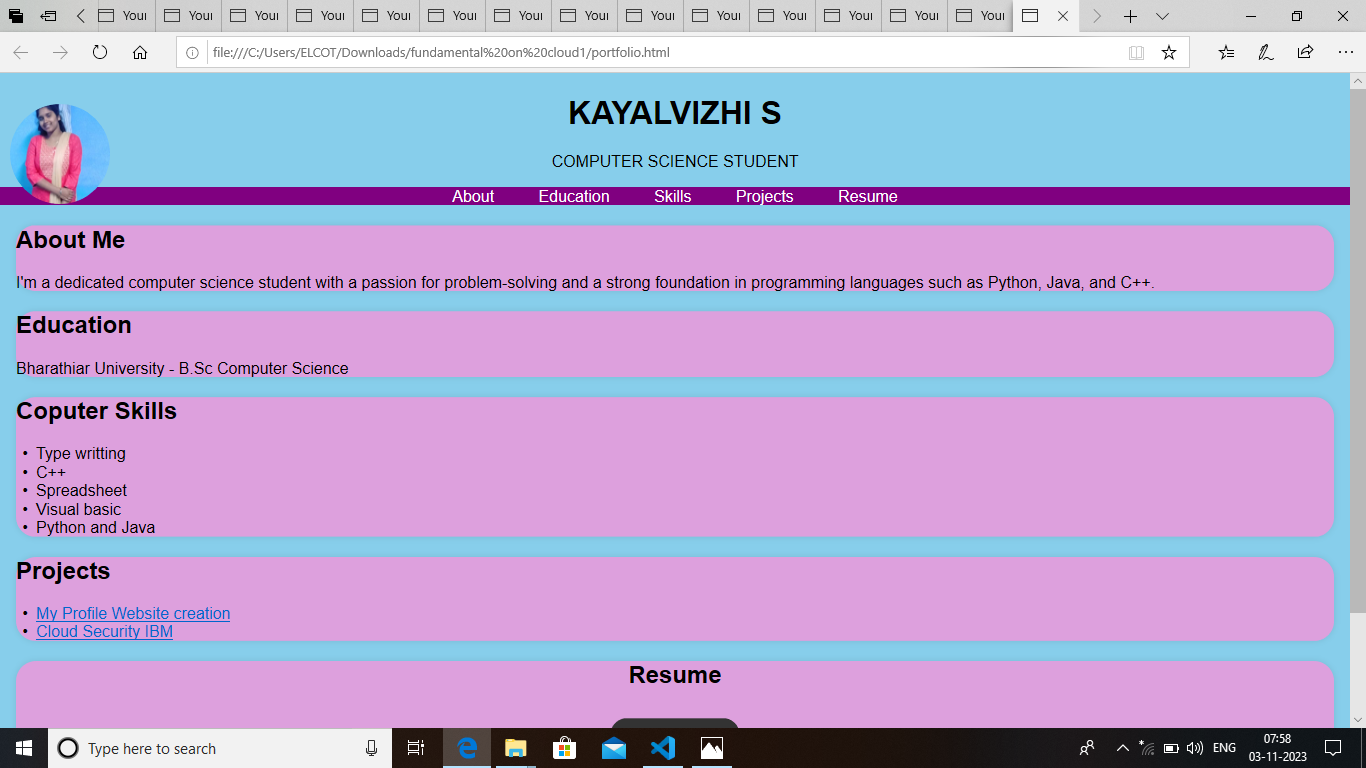 Your Your Your Your Your Your Your Your Your Your Your Your Your Your
file:///C:/Users/ELCOT/Downloads/fundamental%20on%20cloud1/portfolio.html
KAYALVIZHI S
COMPUTER SCIENCE STUDENT
About Education Skills Projects Resume
About Me
I'm a dedicated computer science student with a passion for problem-solving and a strong foundation in programming languages such as Python, Java, and C++.
Education
Bharathiar University - B.Sc Computer Science
Coputer Skills
• Type writting
• C++
• Spreadsheet
• Visual basic
• Python and Java
Projects
• My Profile Website creation
• Cloud Security IBM
Resume
Type here to search
ENG
07:58
03-11-2023